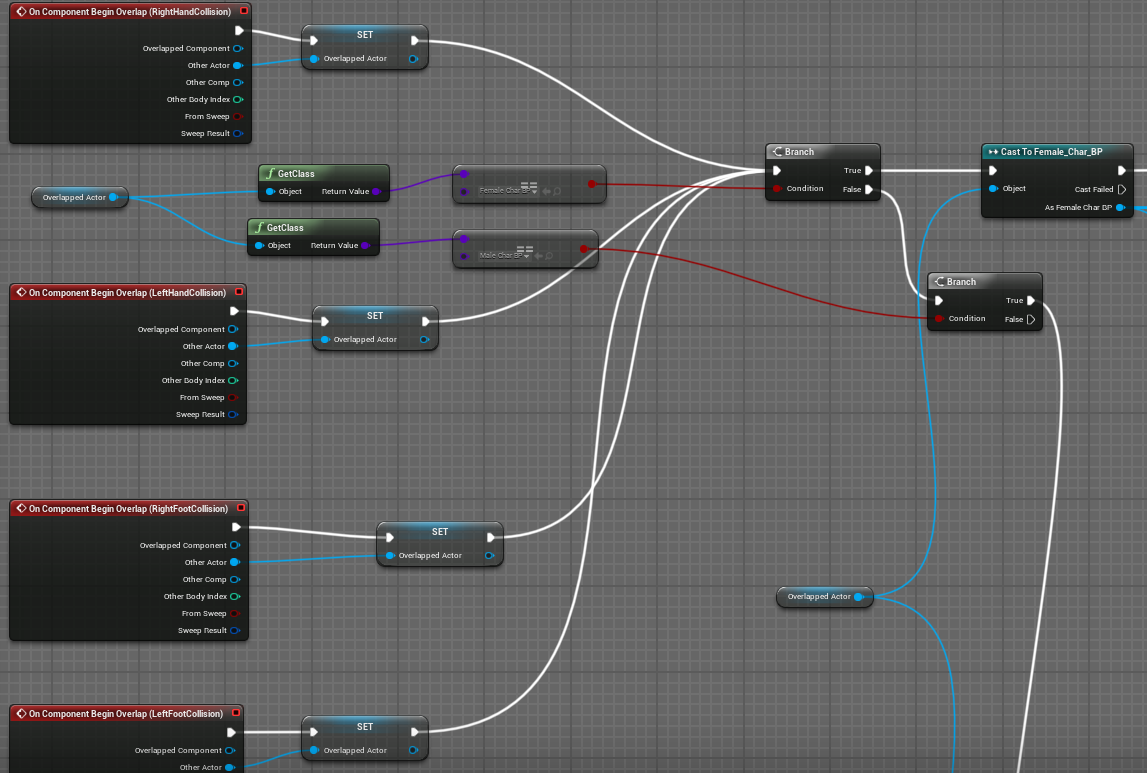 On Component Begin Overlap (RightHandCollision)
Overlapped Component
Other Actor
Other Comp
Other Body Index
From Sweep
Sweep Result
SET
Overlapped Actor
Overlapped Actor
GetClass
Object
Return Value
Female Char BP
==
GetClass
Object
Return Value
Male Char BP
==
Branch
True
Condition
False
Cast To Female_Char_BP
Object
Cast Failed
As Female Char BP
Branch
True
Condition
False
On Component Begin Overlap (LeftHandCollision)
Overlapped Component
Other Actor
Other Comp
Other Body Index
From Sweep
Sweep Result
SET
Overlapped Actor
On Component Begin Overlap (RightFootCollision)
Overlapped Component
Other Actor
Other Comp
Other Body Index
From Sweep
Sweep Result
SET
Overlapped Actor
Overlapped Actor
On Component Begin Overlap (LeftFootCollision)
Overlapped Component
Other Actor
SET
Overlapped Actor